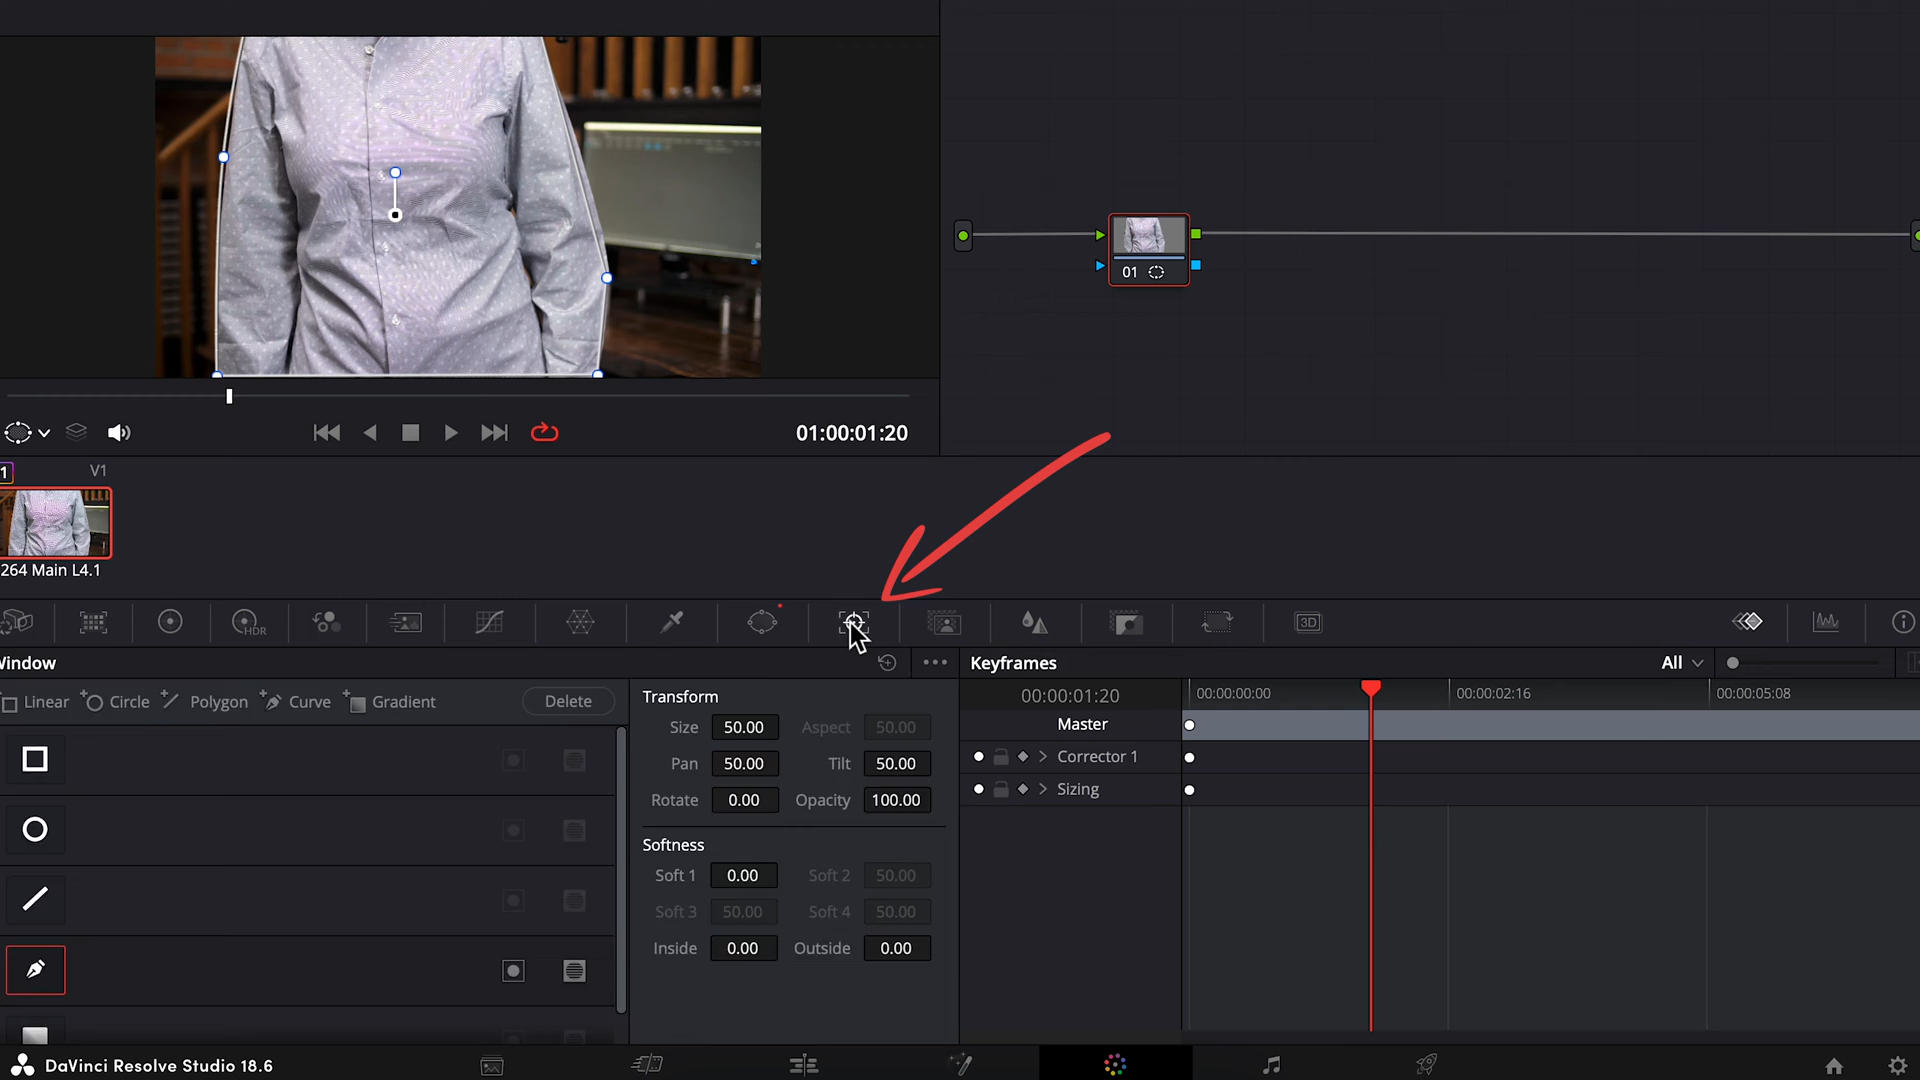 01
01:00:01:20
1 V1
264 Main L4.1
HDR
3D
Window
Keyframes
All
Linear Circle Polygon Curve Gradient Delete
Transform
Size 50.00 Aspect 50.00
Pan 50.00 Tilt 50.00
Rotate 0.00 Opacity 100.00
Softness
Soft 1 0.00 Soft 2 50.00
Soft 3 50.00 Soft 4 50.00
Inside 0.00 Outside 0.00
00:00:01:20 00:00:00:00 00:00:02:16 00:00:05:08
Master
Corrector 1
Sizing
DaVinci Resolve Studio 18.6